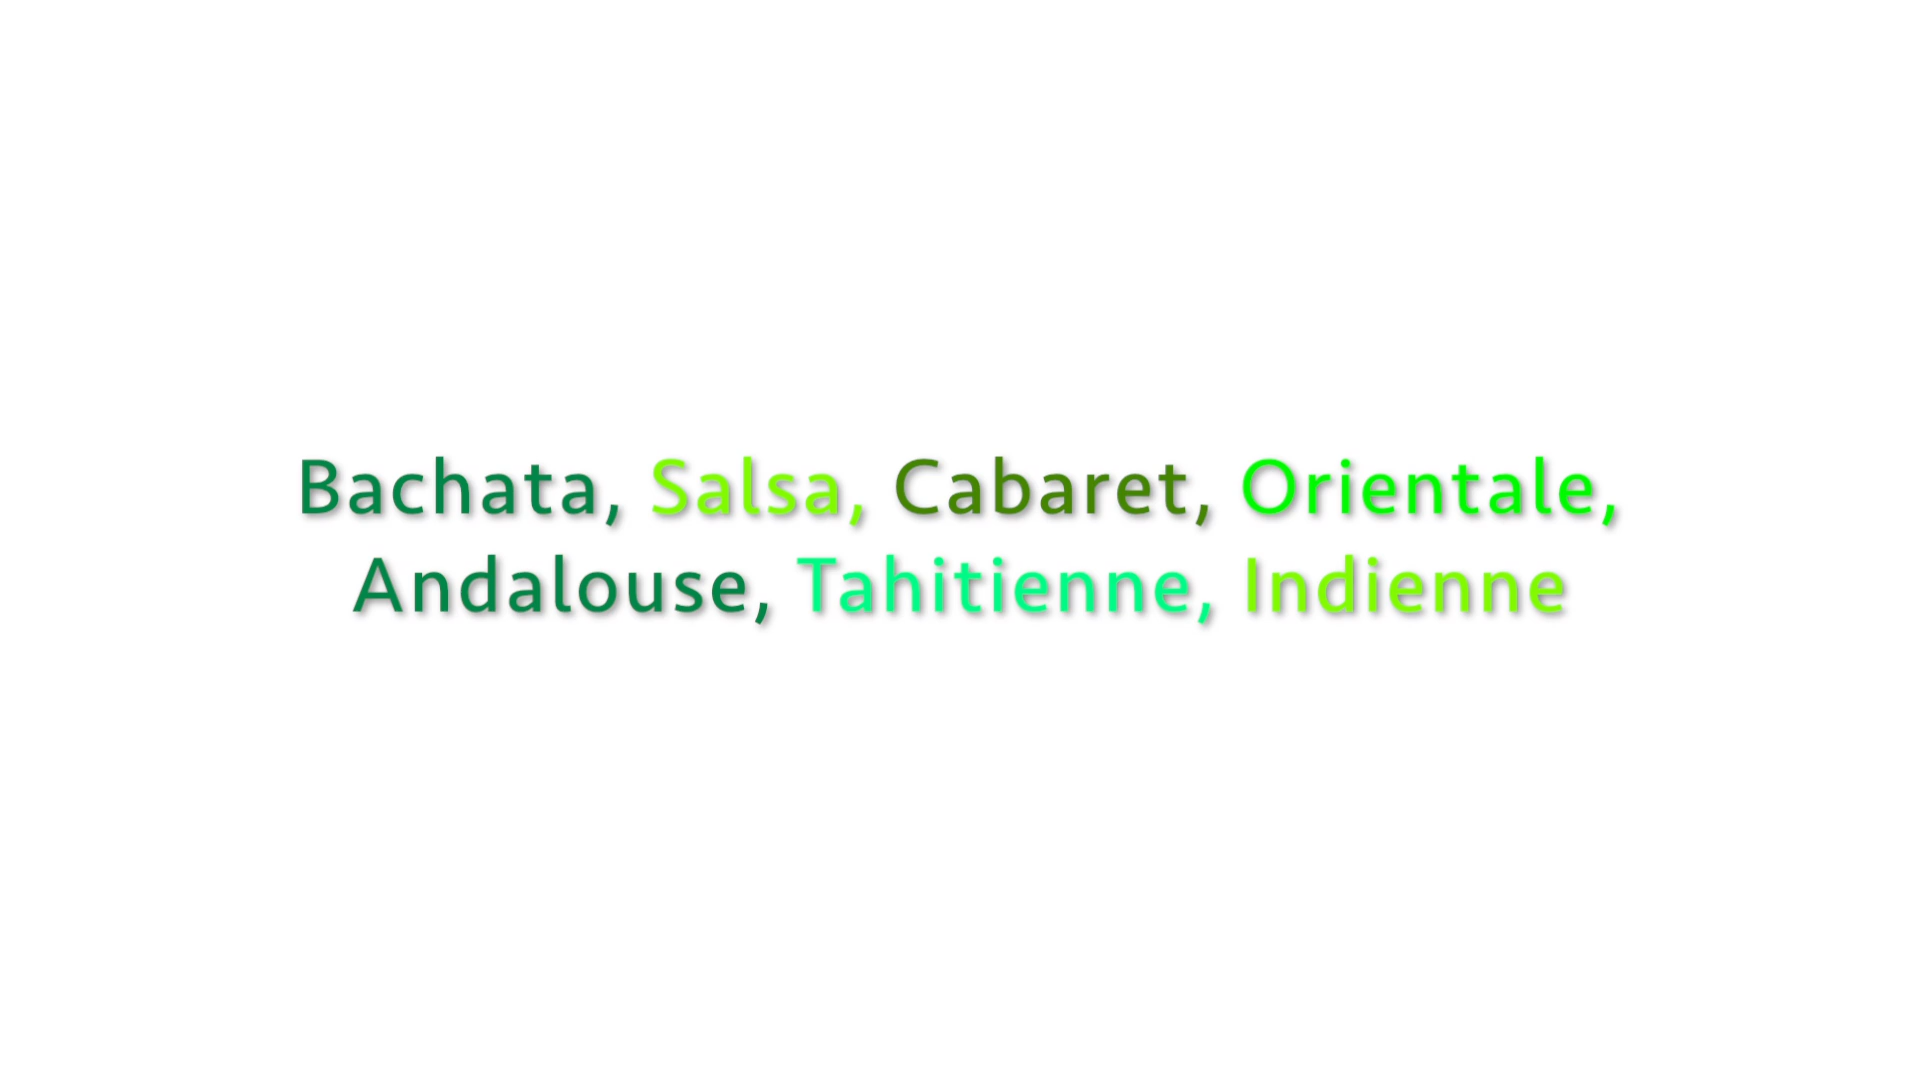 Bachata, Salsa, Cabaret, Orientale,
Andalouse, Tahitienne, Indienne